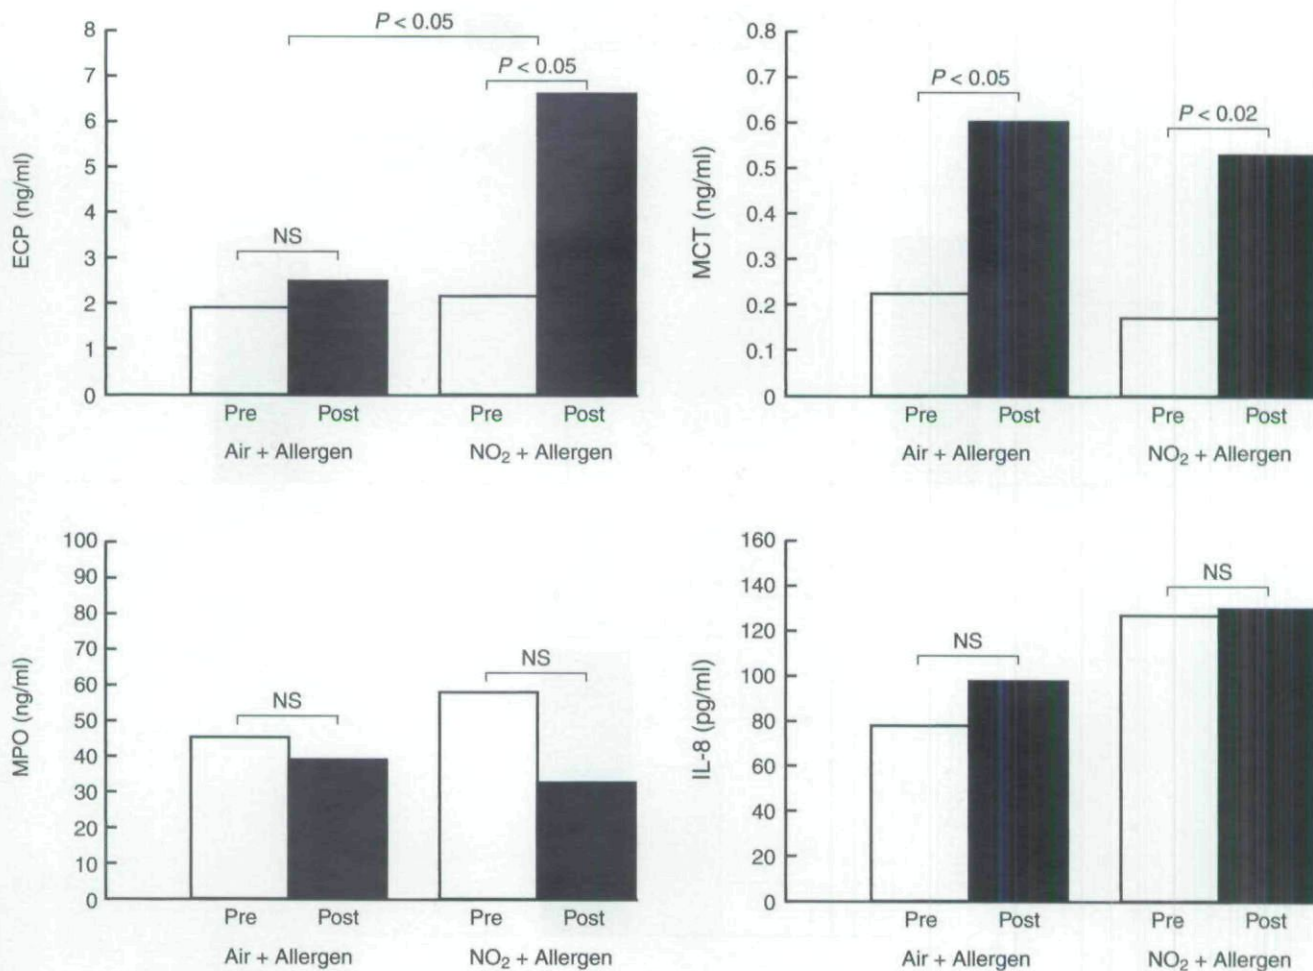 ECP (ng/ml)
8
7
6
5
4
3
2
1
0
P < 0.05
P < 0.05
NS
Pre Post Pre Post
Air + Allergen NO₂ + Allergen
MCT (ng/ml)
0.8
0.7
0.6
0.5
0.4
0.3
0.2
0.1
0
P < 0.05
P < 0.02
Pre Post Pre Post
Air + Allergen NO₂ + Allergen
MPO (ng/ml)
100
90
80
70
60
50
40
30
20
10
0
NS
NS
Pre Post Pre Post
Air + Allergen NO₂ + Allergen
IL-8 (pg/ml)
160
140
120
100
80
60
40
20
0
NS
NS
Pre Post Pre Post
Air + Allergen NO₂ + Allergen